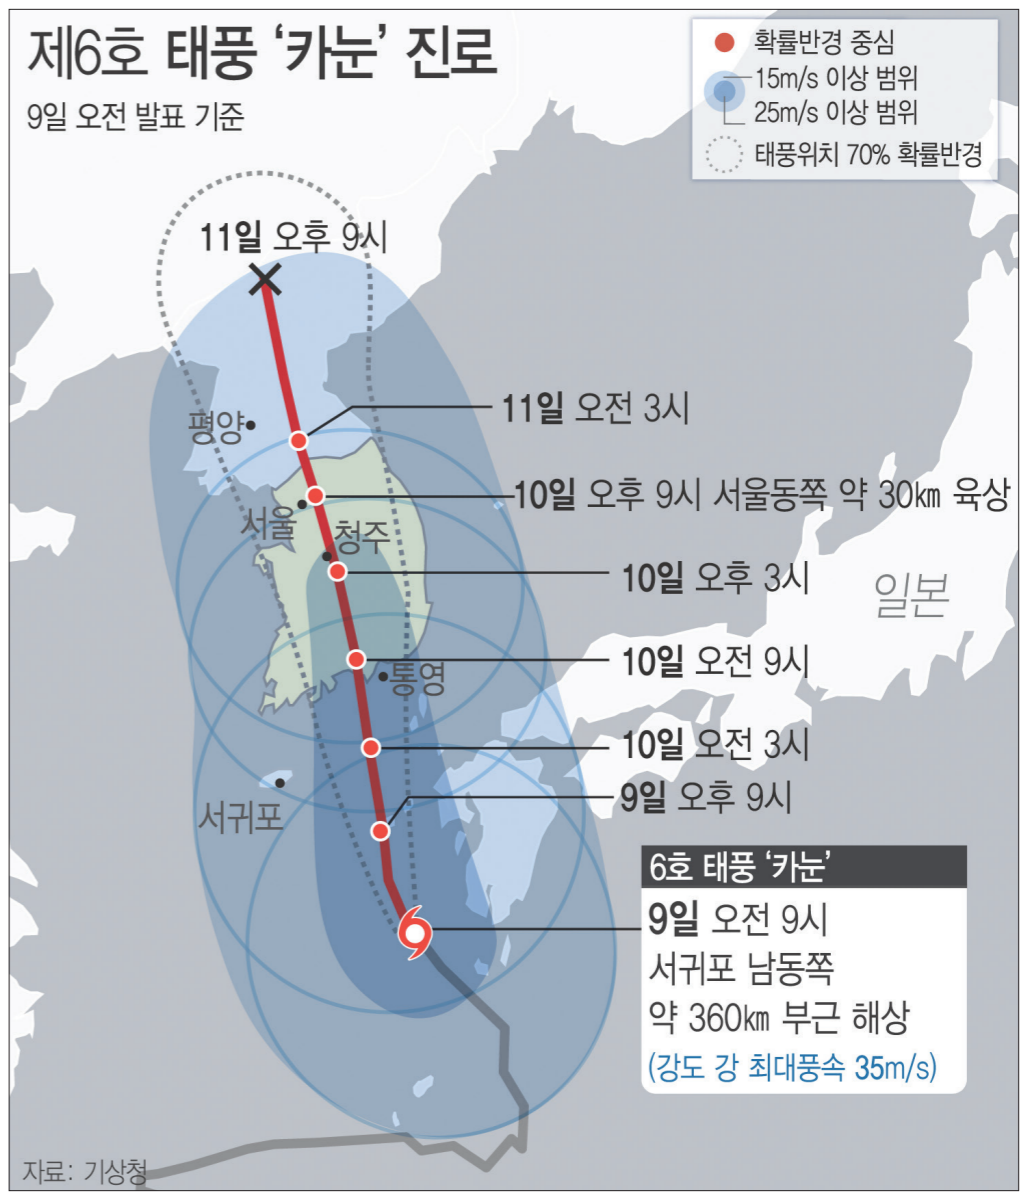 제6호 태풍 ‘카눈’ 진로
9일 오전 발표 기준
확률반경 중심
15m/s 이상 범위
25m/s 이상 범위
태풍위치 70% 확률반경
11일 오후 9시
11일 오전 3시
평양
10일 오후 9시 서울동쪽 약 30㎞ 육상
서울
청주
10일 오후 3시
일본
10일 오전 9시
통영
10일 오전 3시
9일 오후 9시
서귀포
6호 태풍 ‘카눈’
9일 오전 9시
서귀포 남동쪽
약 360㎞ 부근 해상
(강도 강 최대풍속 35m/s)
자료: 기상청